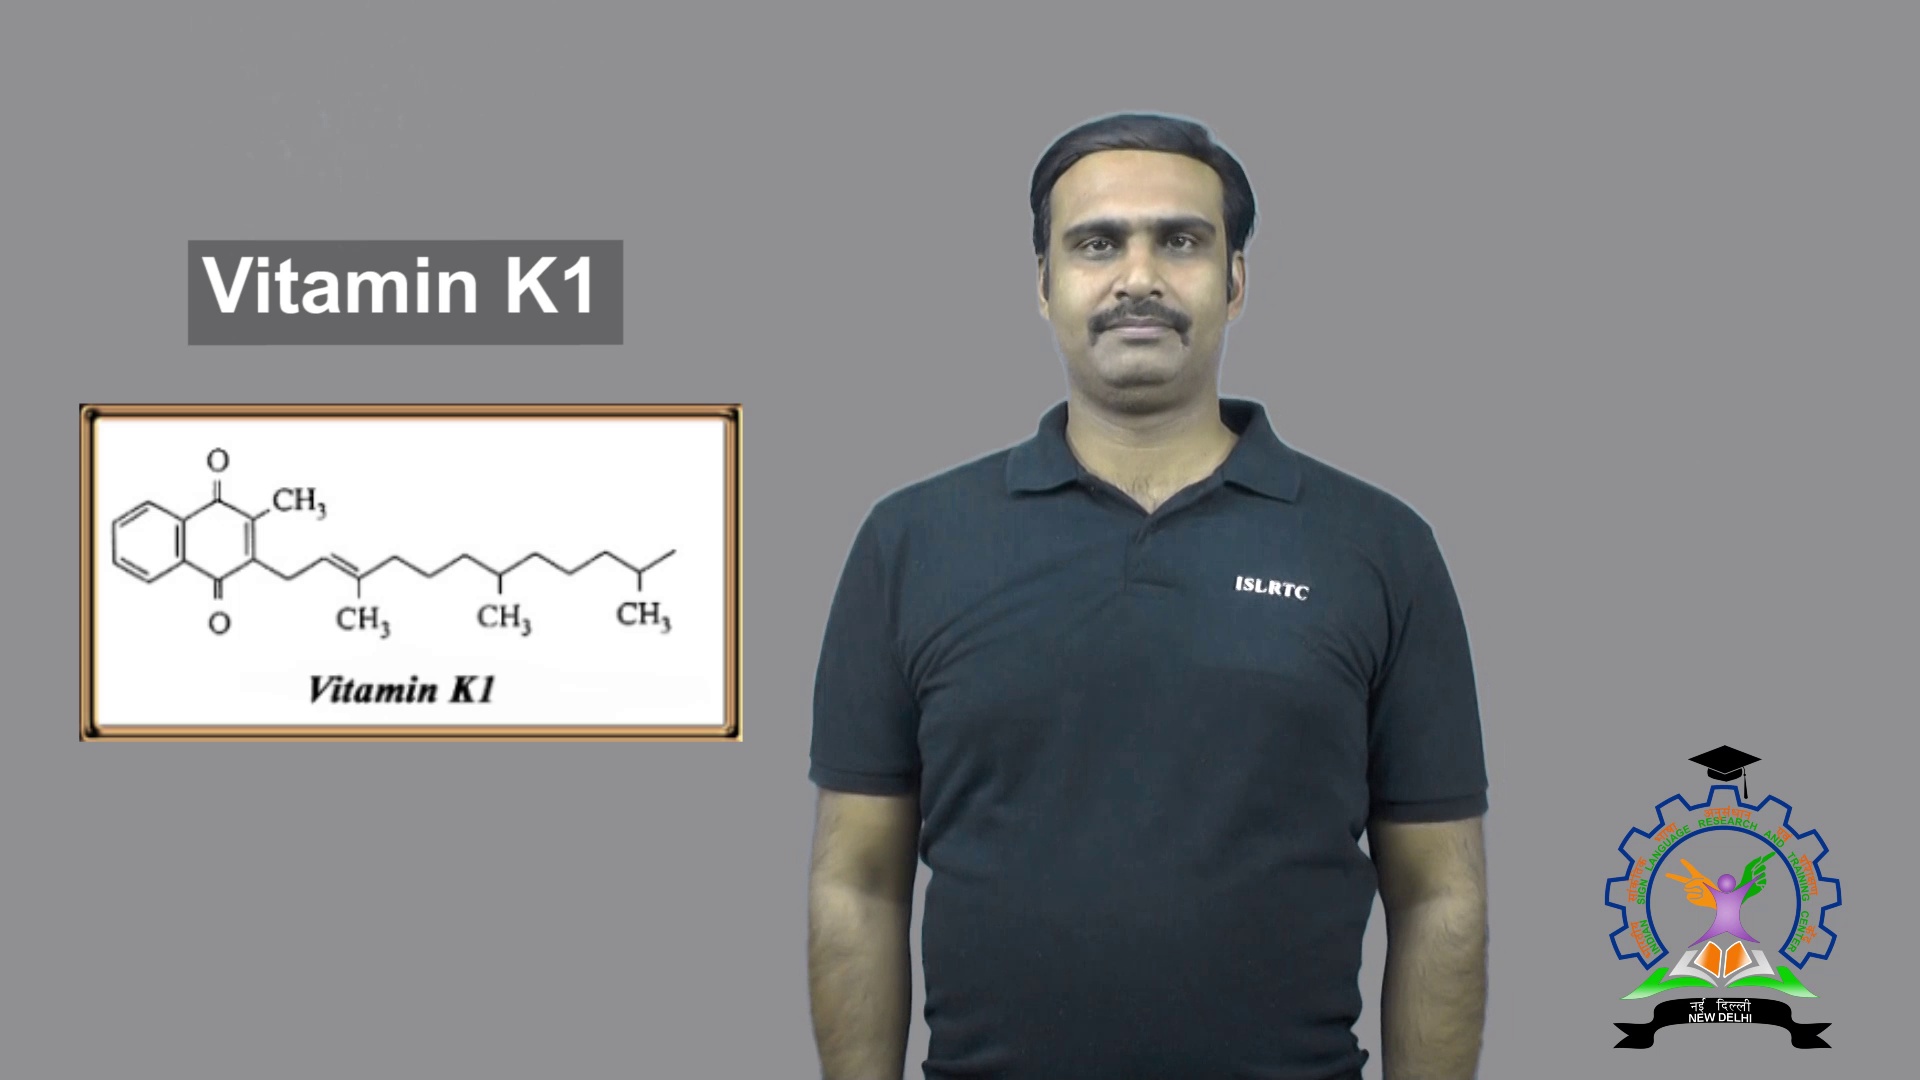 Vitamin K1
O
CH3
O
CH3
CH3
CH3
Vitamin K1
ISLRTC
INDIAN SIGN LANGUAGE RESEARCH AND TRAINING CENTER
नई दिल्ली
NEW DELHI